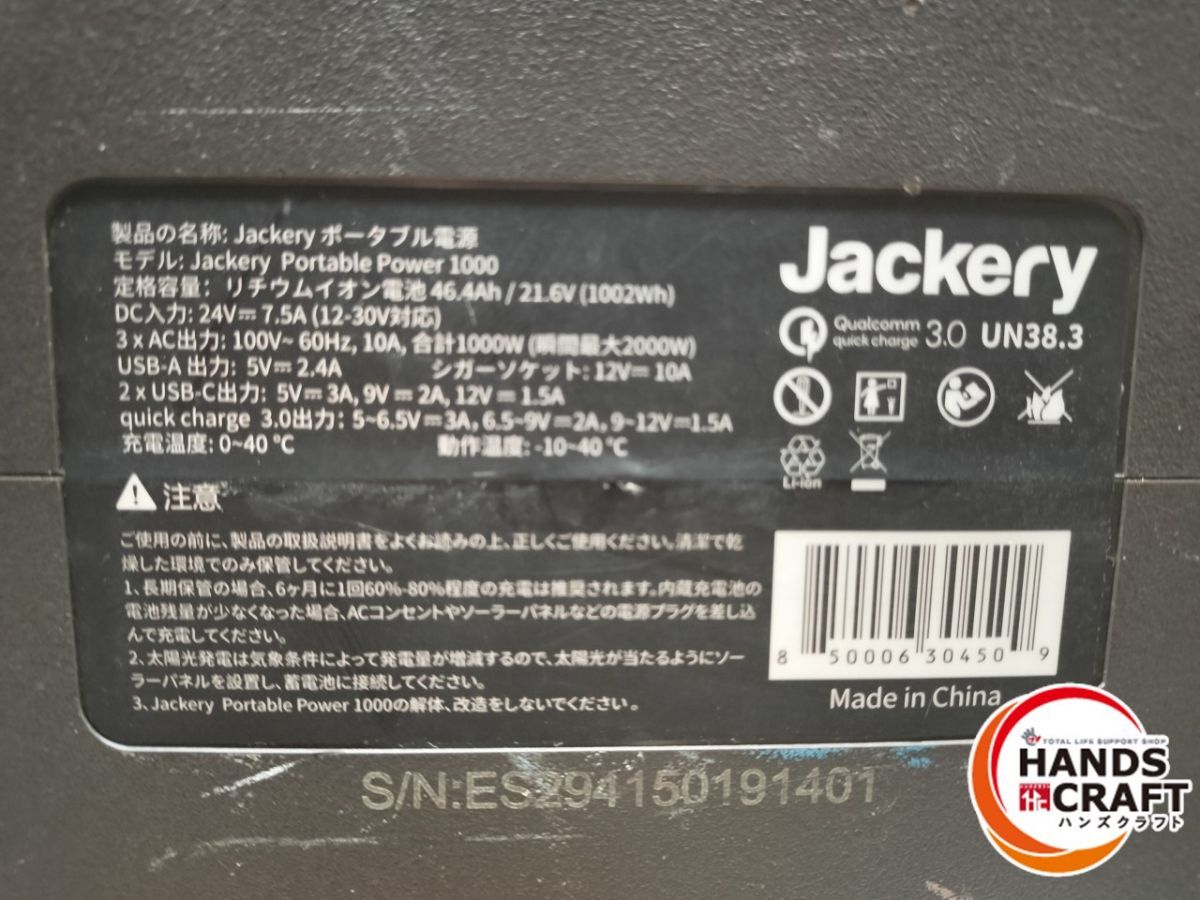 製品の名称: Jackery ポータブル電源
モデル: Jackery Portable Power 1000
定格容量: リチウムイオン電池 46.4Ah / 21.6V (1002Wh)
DC入力: 24V⎓7.5A (12-30V対応)
3 x AC出力: 100V~ 60Hz, 10A, 合計1000W (瞬間最大2000W)
USB-A 出力: 5V⎓2.4A シガーソケット: 12V⎓10A
2 x USB-C出力: 5V⎓3A, 9V⎓2A, 12V⎓1.5A
quick charge 3.0出力: 5~6.5V⎓3A, 6.5~9V⎓2A, 9~12V⎓1.5A
充電温度: 0~40 ℃ 動作温度: -10~40 ℃
注意
ご使用の前に、製品の取扱説明書をよくお読みの上、正しくご使用ください。清潔で乾
燥した環境でのみ保管してください。
1、長期保管の場合、6ヶ月に1回60%-80%程度の充電は推奨されます。内蔵充電池の
電池残量が少なくなった場合、ACコンセントやソーラーパネルなどの電源プラグを差し込
んで充電してください。
2、太陽光発電は気象条件によって発電量が増減するので、太陽光が当たるようにソー
ラーパネルを設置し、蓄電池に接続してください。
3、Jackery Portable Power 1000の解体、改造をしないでください。
Jackery
Qualcomm
quick charge 3.0 UN38.3
Li-ion
8 50006 30450 9
Made in China
S/N:ES294150191401
TOTAL LIFE SUPPORT SHOP
HANDS
CRAFT
ハンズクラフト